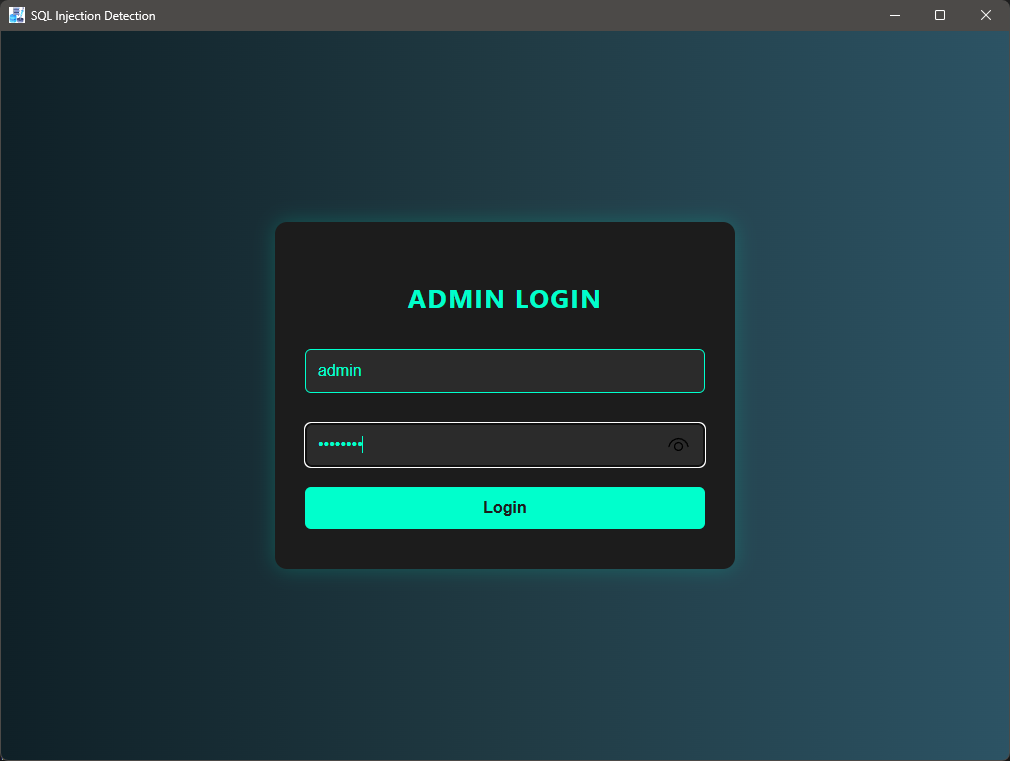 SQL Injection Detection
ADMIN LOGIN
admin
••••••••
Login